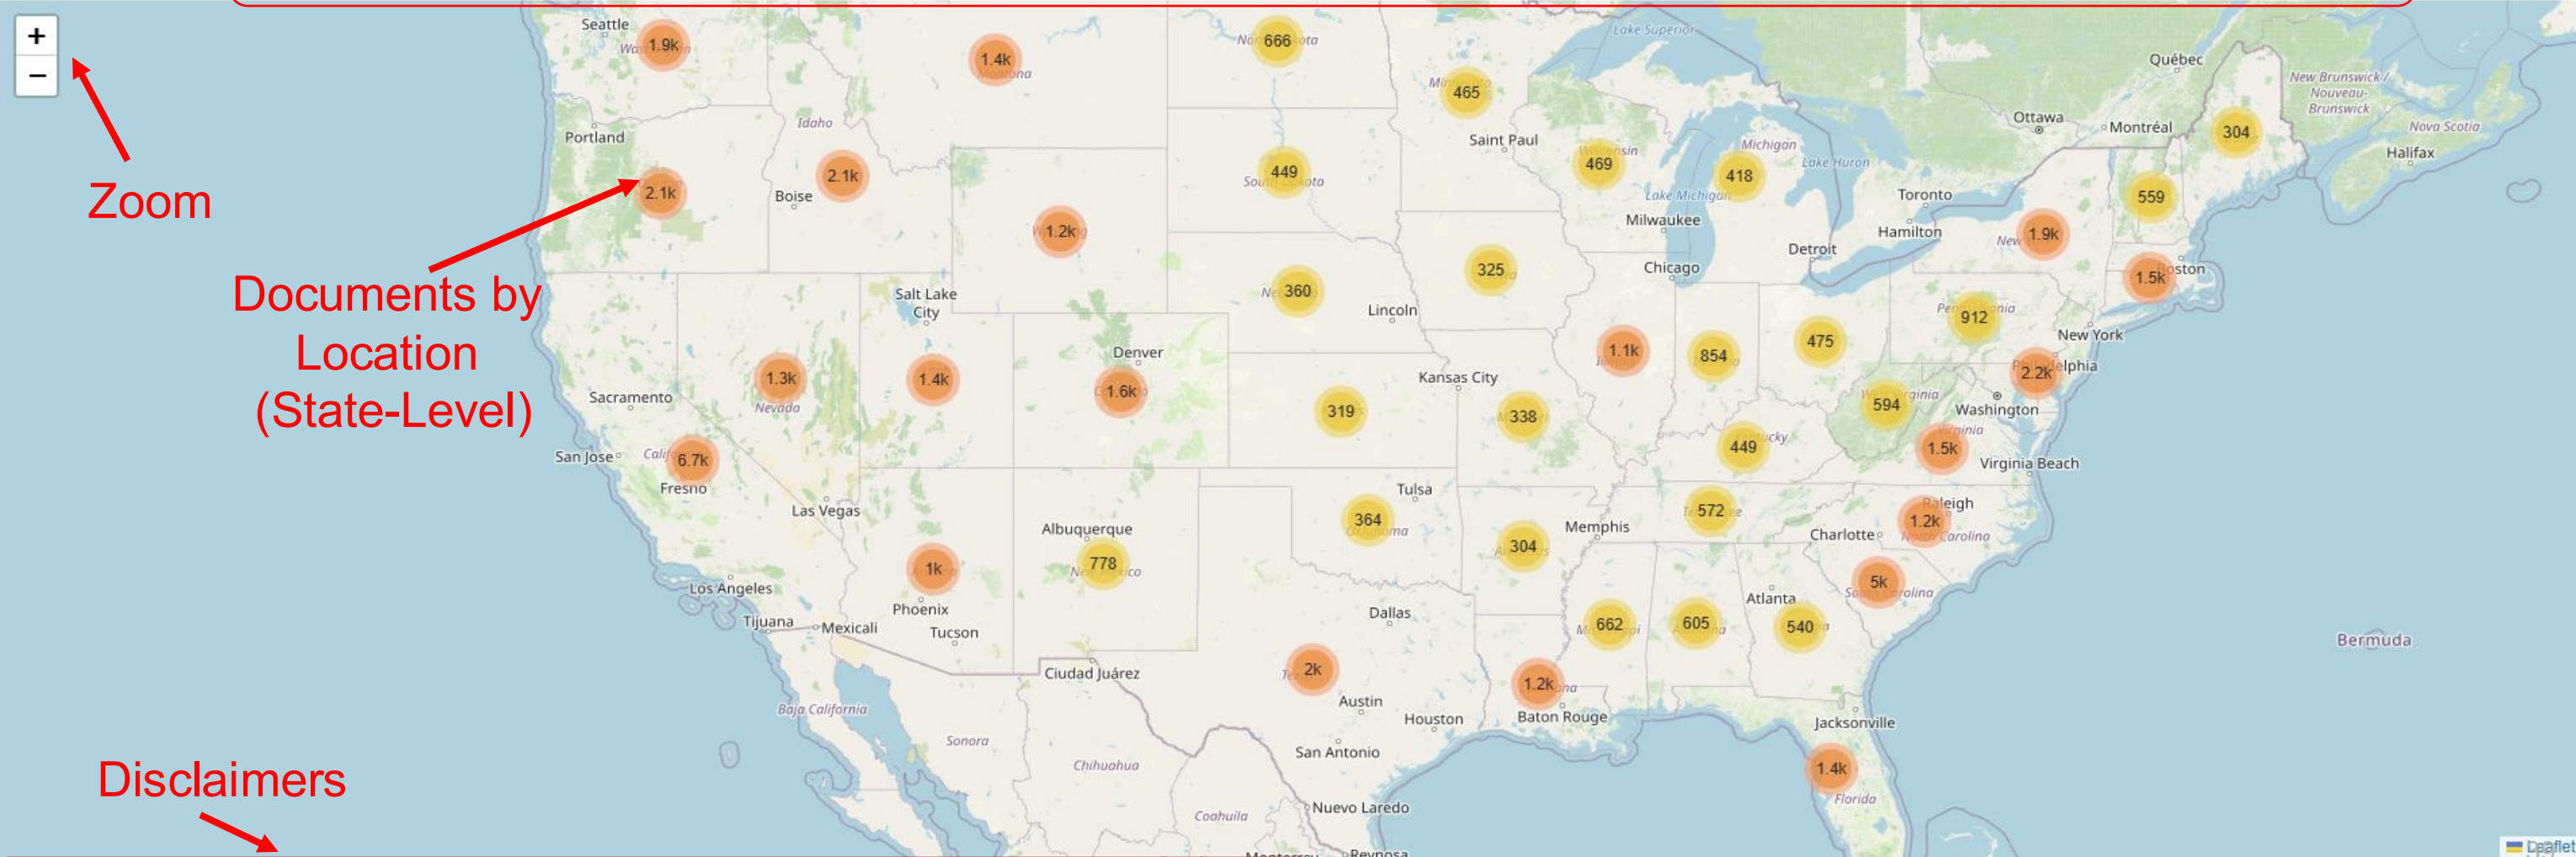 +
−
Zoom
Documents by
Location
(State-Level)
Disclaimers
Seattle
1.9k
1.4k
Montana
666
465
Lake Superior
Québec
New Brunswick /
Nouveau-
Brunswick
Nova Scotia
Halifax
Portland
Idaho
2.1k
2.1k
Boise
449
Saint Paul
469
418
Michigan
Lake Huron
Lake Michigan
Ottawa
Montréal
304
559
Toronto
1.2k
Milwaukee
Hamilton
1.9k
Detroit
Chicago
325
1.5k
Boston
360
Lincoln
Salt Lake
City
912
New York
1.1k
854
475
Philadelphia
2.2k
Denver
1.3k
Nevada
1.4k
1.6k
Kansas City
319
338
594
Washington
Sacramento
449
Virginia
1.5k
Virginia Beach
San Jose
6.7k
Fresno
Las Vegas
Tulsa
Albuquerque
364
Oklahoma
Memphis
572
Raleigh
1.2k
North Carolina
Charlotte
1k
778
304
5k
South Carolina
Los Angeles
Phoenix
Tucson
Dallas
Atlanta
662
605
540
Tijuana
Mexicali
Bermuda
Ciudad Juárez
2k
1.2k
Baton Rouge
Austin
Houston
Jacksonville
Baja California
Sonora
San Antonio
Chihuahua
1.4k
Florida
Coahuila
Nuevo Laredo
Monterrey
Reynosa
Leaflet